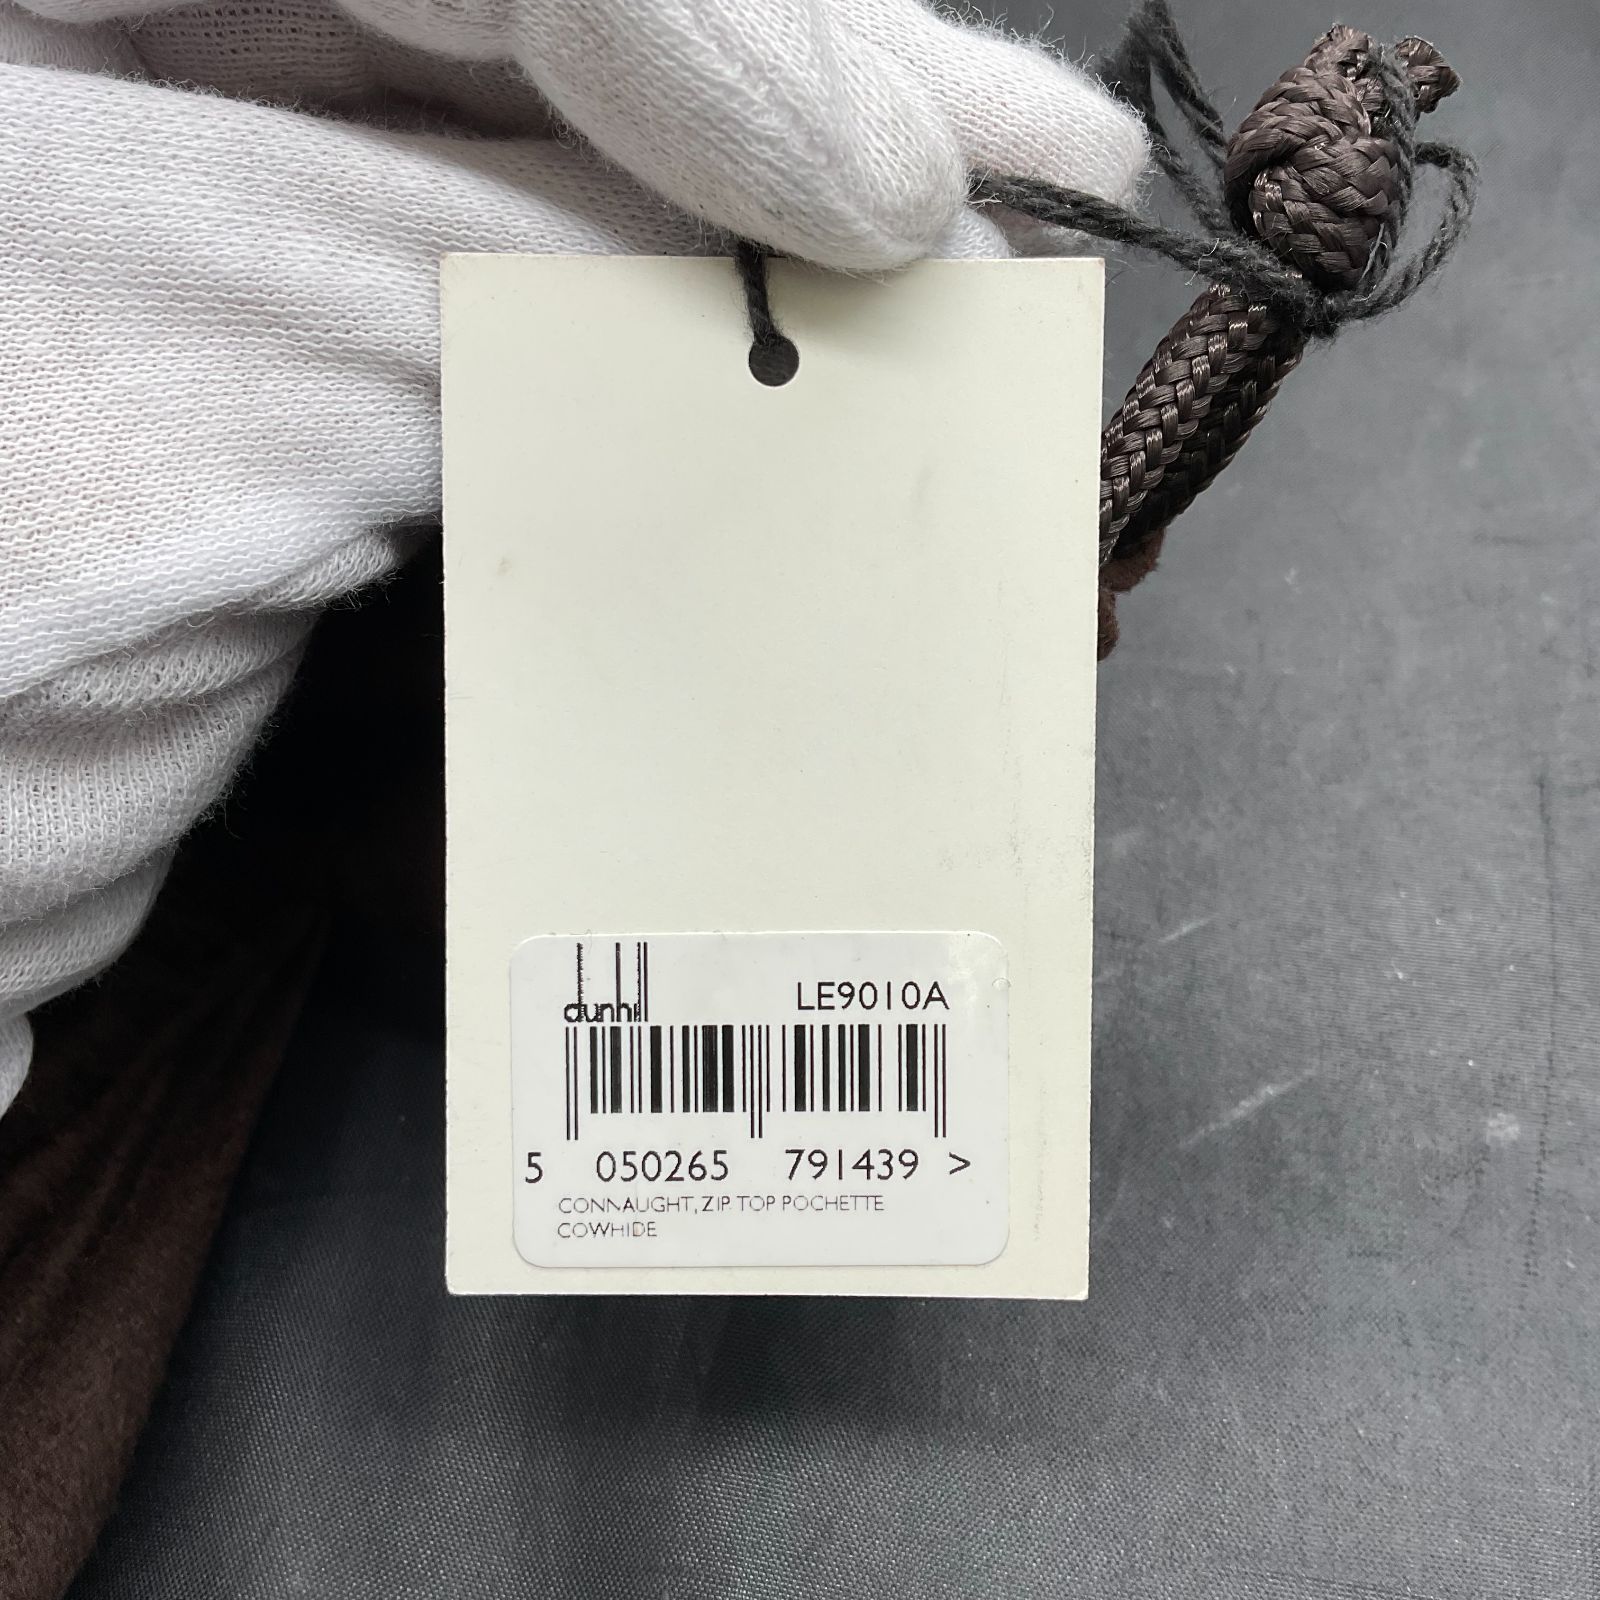 dunhill LE9010A
5 050265 791439 >
CONNAUGHT, ZIP TOP POCHETTE
COWHIDE